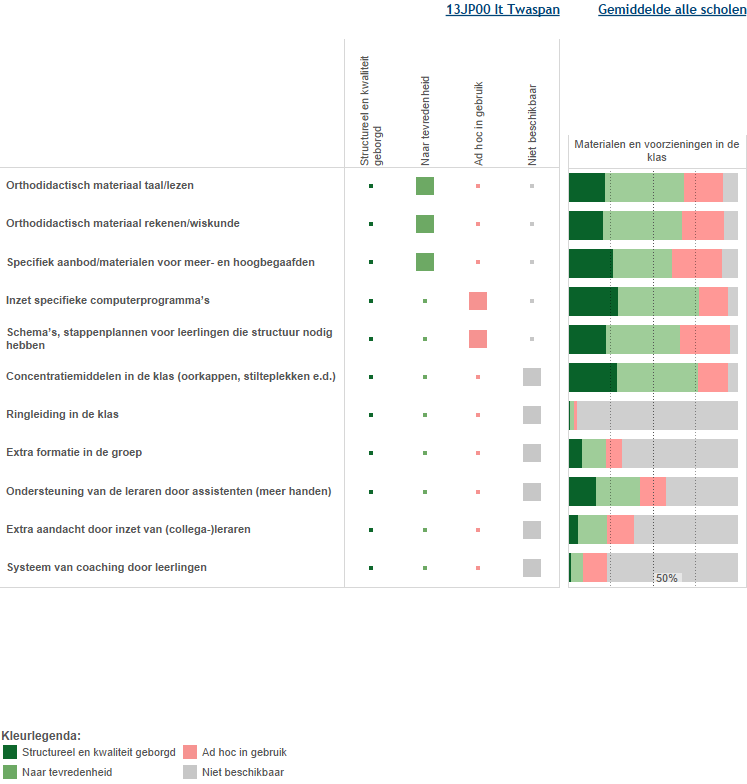 13JP00 It Twaspan
Gemiddelde alle scholen
Structureel en kwaliteit
geborgd
Naar tevredenheid
Ad hoc in gebruik
Niet beschikbaar
Materialen en voorzieningen in de
klas
Orthodidactisch materiaal taal/lezen
Orthodidactisch materiaal rekenen/wiskunde
Specifiek aanbod/materialen voor meer- en hoogbegaafden
Inzet specifieke computerprogramma's
Schema's, stappenplannen voor leerlingen die structuur nodig
hebben
Concentratiemiddelen in de klas (oorkappen, stilteplekken e.d.)
Ringleiding in de klas
Extra formatie in de groep
Ondersteuning van de leraren door assistenten (meer handen)
Extra aandacht door inzet van (collega-)leraren
Systeem van coaching door leerlingen
50%
Kleurlegenda:
Structureel en kwaliteit geborgd
Ad hoc in gebruik
Naar tevredenheid
Niet beschikbaar